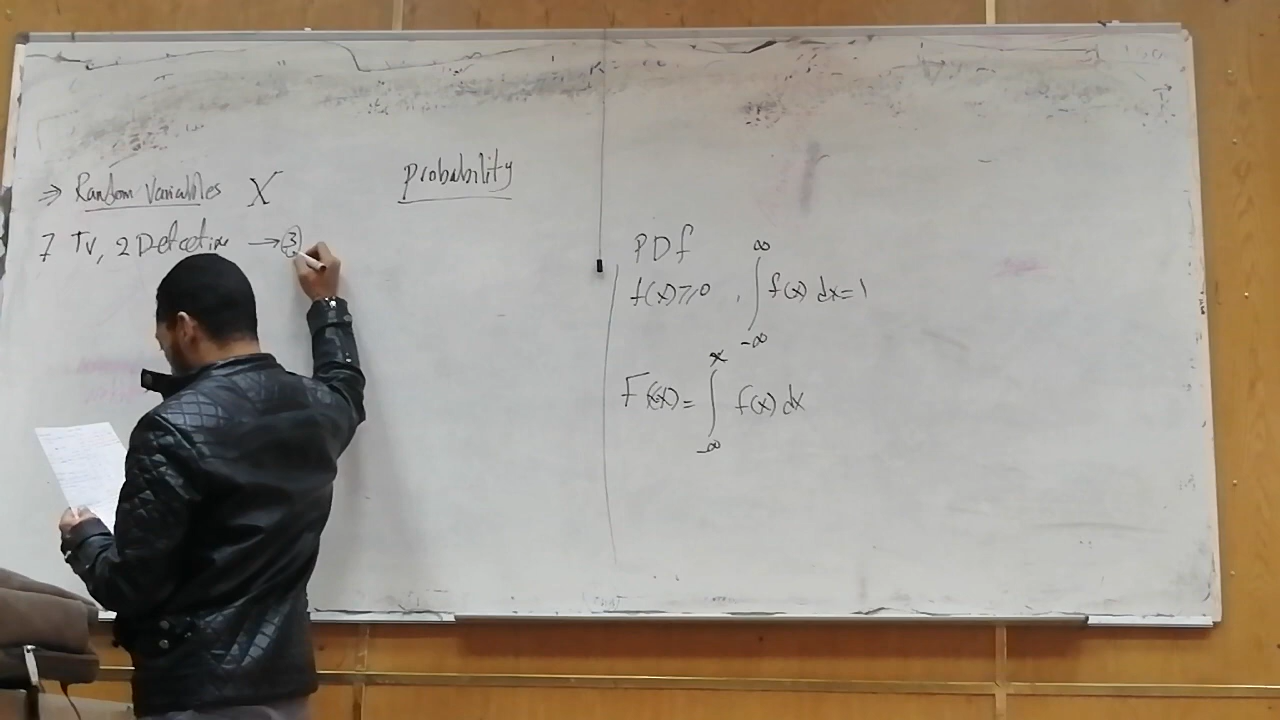 probability
⇒ Random Variables X
7 Tv, 2 Defective → 3
PDf
f(x) ≥ 0 , ∫_{-∞}^{∞} f(x) dx = 1
F(x) = ∫_{-∞}^{x} f(x) dx